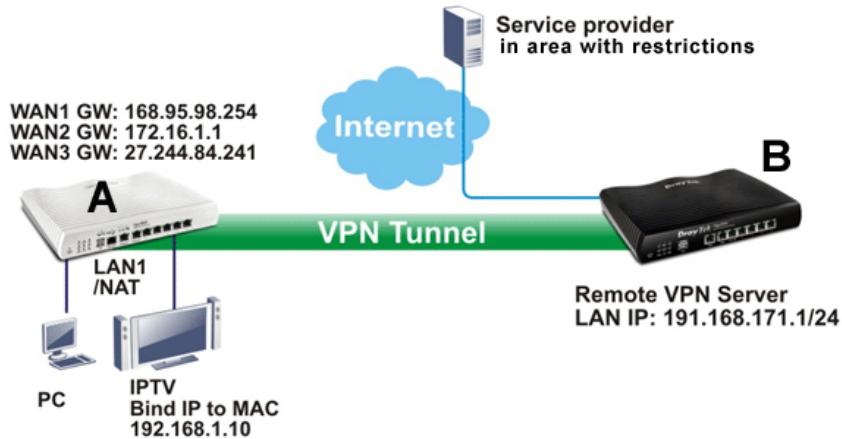 Service provider
in area with restrictions
WAN1 GW: 168.95.98.254
WAN2 GW: 172.16.1.1
WAN3 GW: 27.244.84.241
Internet
A
B
VPN Tunnel
DrayTek
LAN1
/NAT
Remote VPN Server
LAN IP: 191.168.171.1/24
PC
IPTV
Bind IP to MAC
192.168.1.10